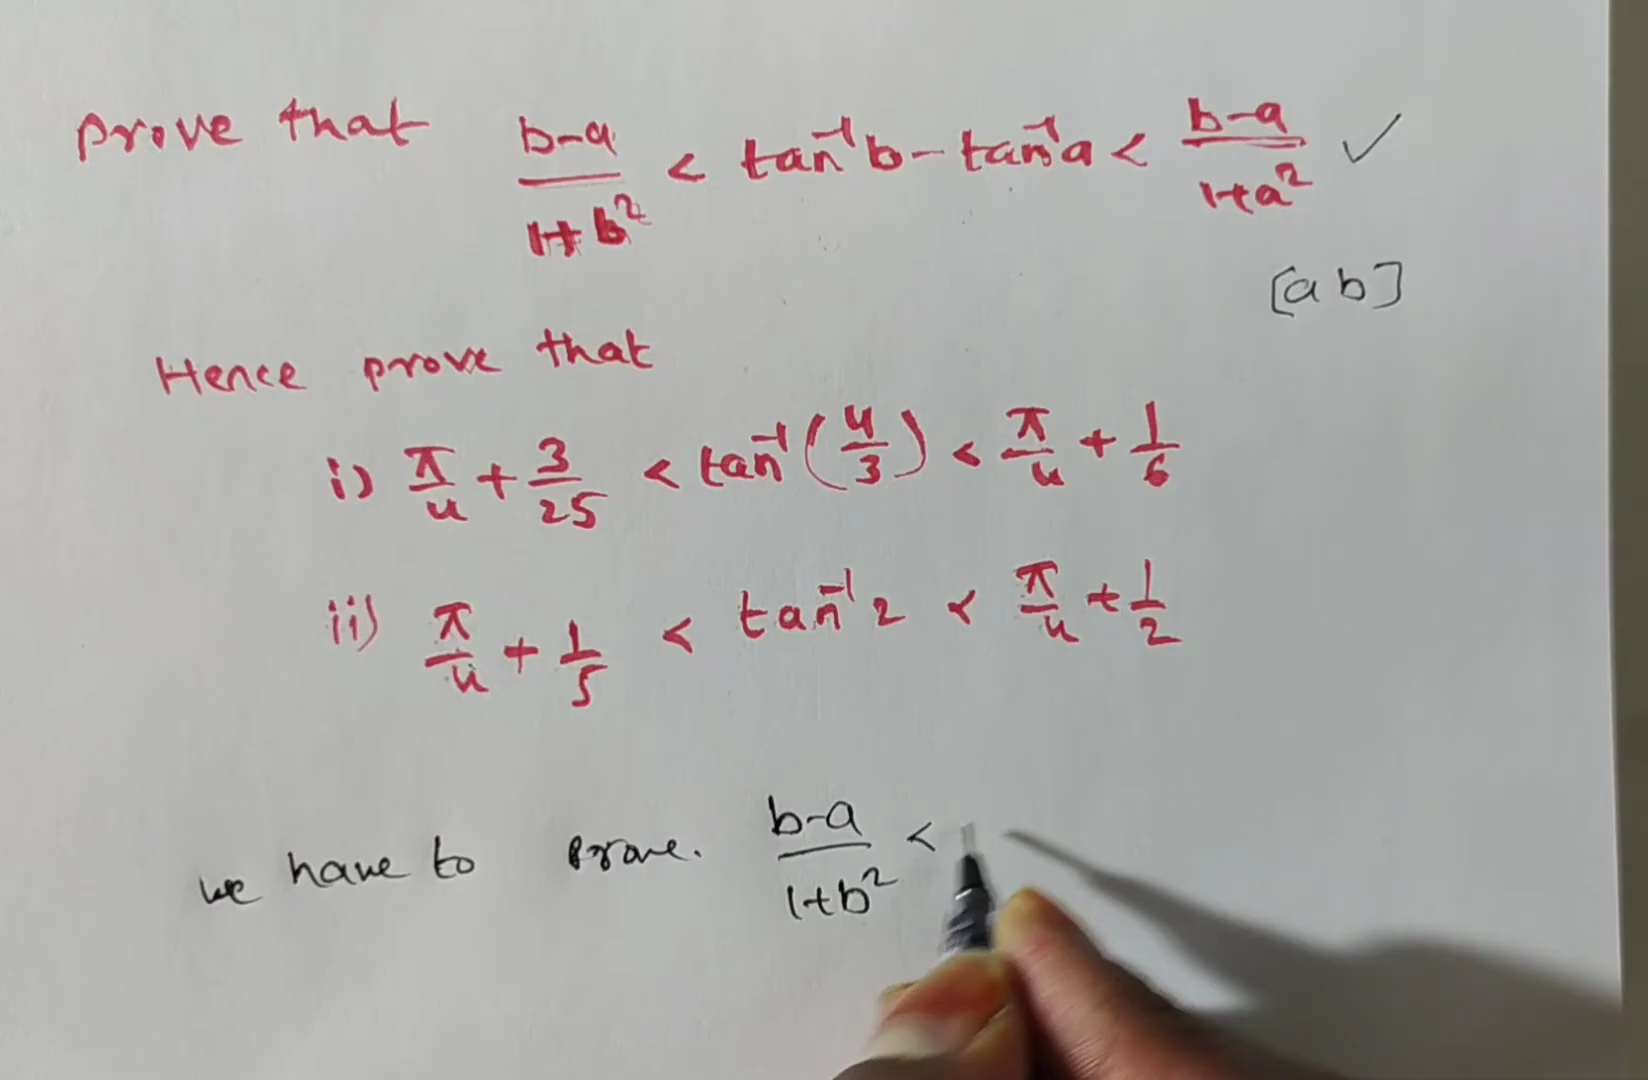 Prove that b-a/1+b² < tan⁻¹b - tan⁻¹a < b-a/1+a² ✓
[a b]
Hence prove that
i) π/4 + 3/25 < tan⁻¹(4/3) < π/4 + 1/6
ii) π/4 + 1/5 < tan⁻¹2 < π/4 + 1/2
we have to prove. b-a/1+b² <